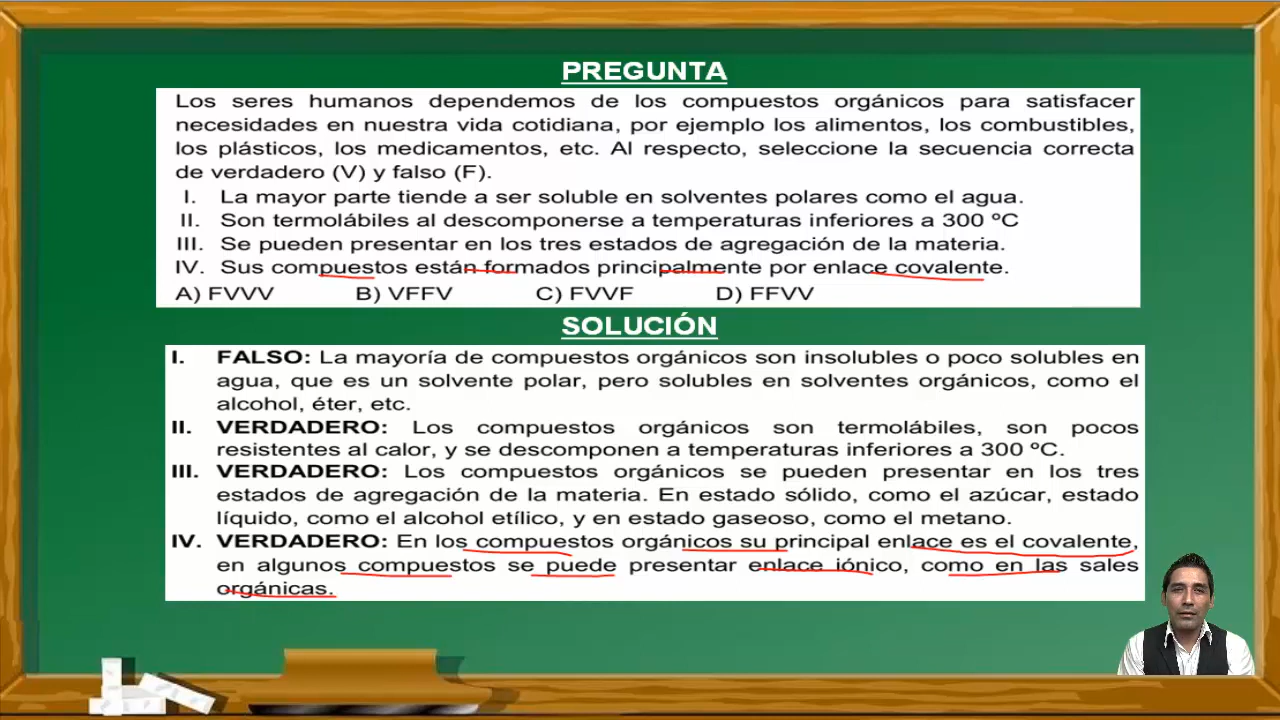 PREGUNTA
Los seres humanos dependemos de los compuestos orgánicos para satisfacer
necesidades en nuestra vida cotidiana, por ejemplo los alimentos, los combustibles,
los plásticos, los medicamentos, etc. Al respecto, seleccione la secuencia correcta
de verdadero (V) y falso (F).
I. La mayor parte tiende a ser soluble en solventes polares como el agua.
II. Son termolábiles al descomponerse a temperaturas inferiores a 300 ºC
III. Se pueden presentar en los tres estados de agregación de la materia.
IV. Sus compuestos están formados principalmente por enlace covalente.
A) FVVV B) VFFV C) FVVF D) FFVV
SOLUCIÓN
I. FALSO: La mayoría de compuestos orgánicos son insolubles o poco solubles en
agua, que es un solvente polar, pero solubles en solventes orgánicos, como el
alcohol, éter, etc.
II. VERDADERO: Los compuestos orgánicos son termolábiles, son pocos
resistentes al calor, y se descomponen a temperaturas inferiores a 300 ºC.
III. VERDADERO: Los compuestos orgánicos se pueden presentar en los tres
estados de agregación de la materia. En estado sólido, como el azúcar, estado
líquido, como el alcohol etílico, y en estado gaseoso, como el metano.
IV. VERDADERO: En los compuestos orgánicos su principal enlace es el covalente,
en algunos compuestos se puede presentar enlace iónico, como en las sales
orgánicas.